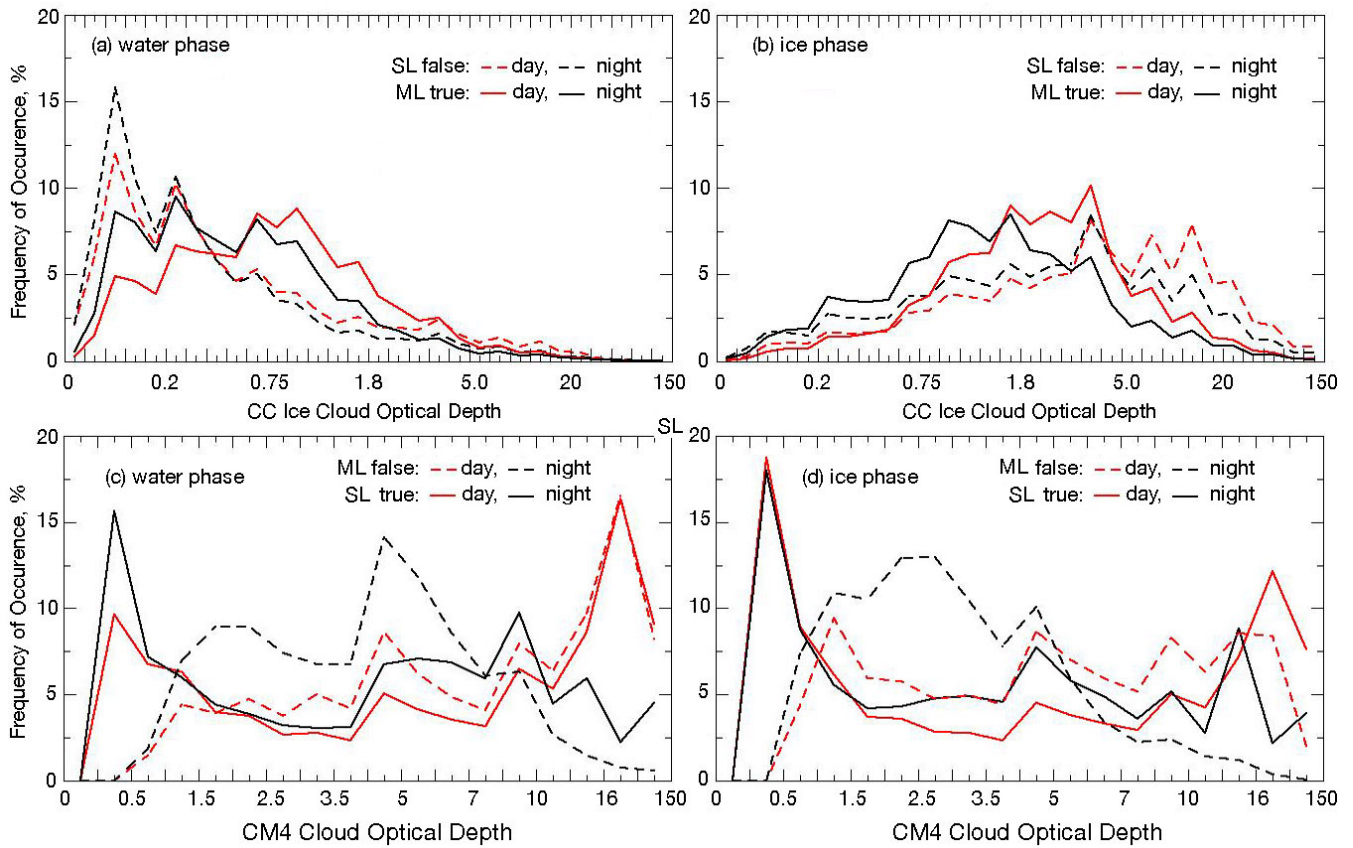 20
15
10
5
0
Frequency of Occurence, %
(a) water phase
SL false: day, night
ML true: day, night
0 0.2 0.75 1.8 5.0 20 150
CC Ice Cloud Optical Depth
20
15
10
5
0
(b) ice phase
SL false: day, night
ML true: day, night
0 0.2 0.75 1.8 5.0 20 150
CC Ice Cloud Optical Depth
SL
20
15
10
5
0
Frequency of Occurence, %
(c) water phase
ML false: day, night
SL true: day, night
0 0.5 1.5 2.5 3.5 5 7 10 16 150
CM4 Cloud Optical Depth
20
15
10
5
0
ML false: day, night
SL true: day, night
(d) ice phase
0 0.5 1.5 2.5 3.5 5 7 10 16 150
CM4 Cloud Optical Depth